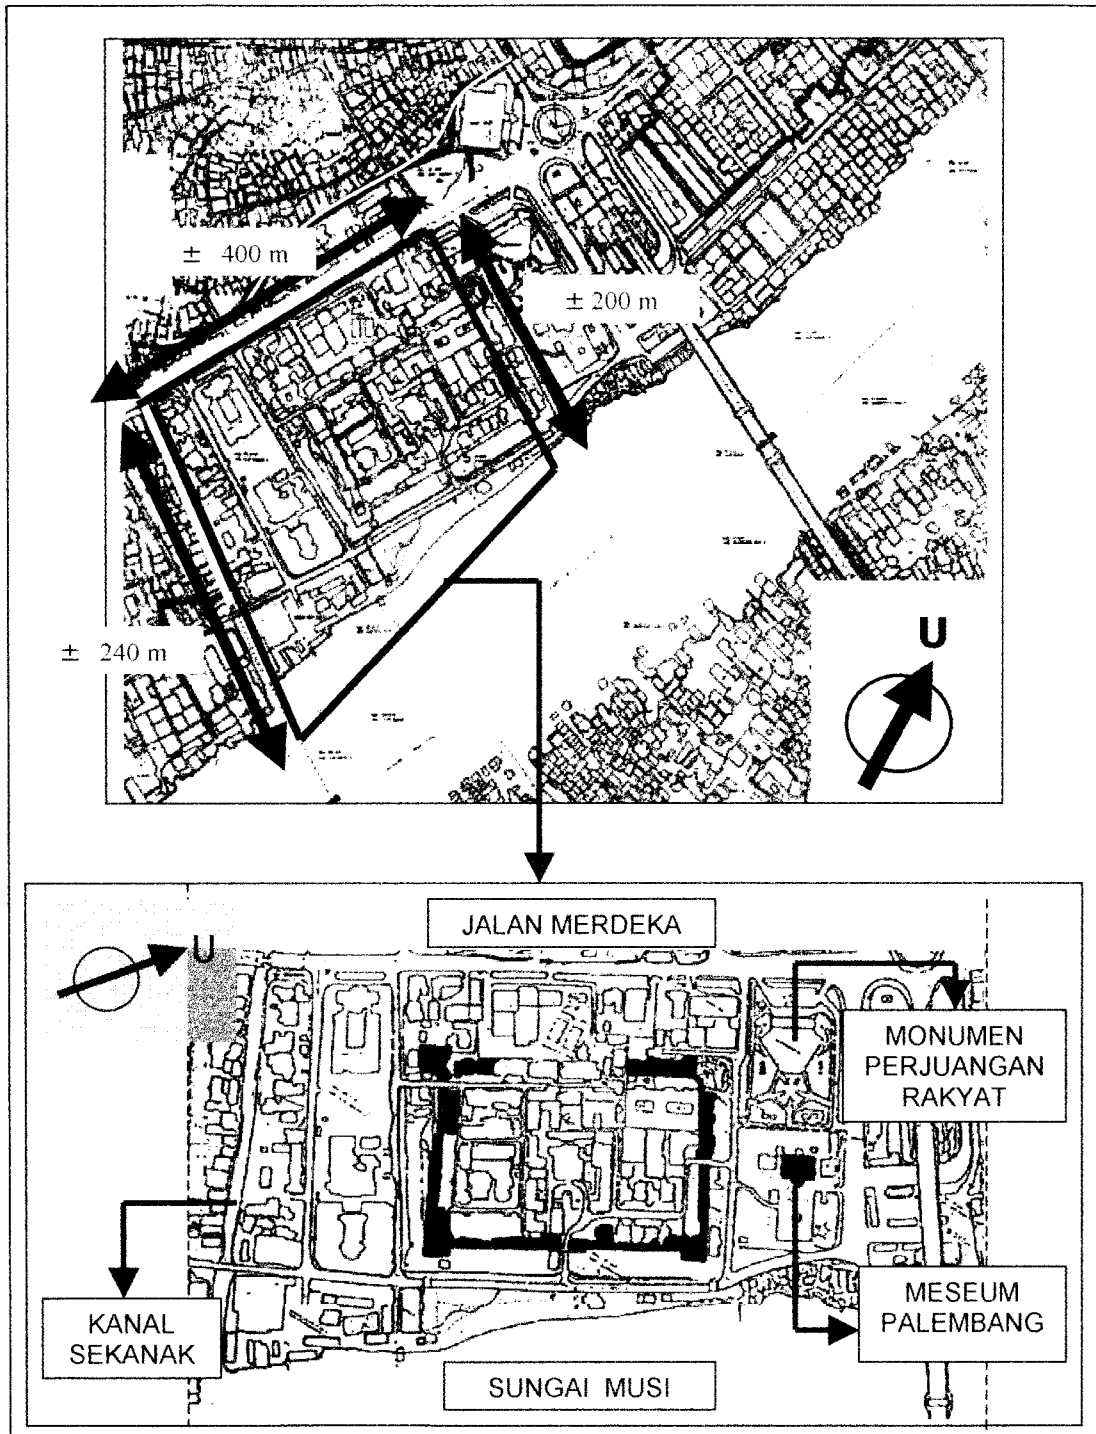 ± 400 m
± 200 m
± 240 m
U
JALAN MERDEKA
U
MONUMEN
PERJUANGAN
RAKYAT
KANAL
SEKANAK
MESEUM
PALEMBANG
SUNGAI MUSI